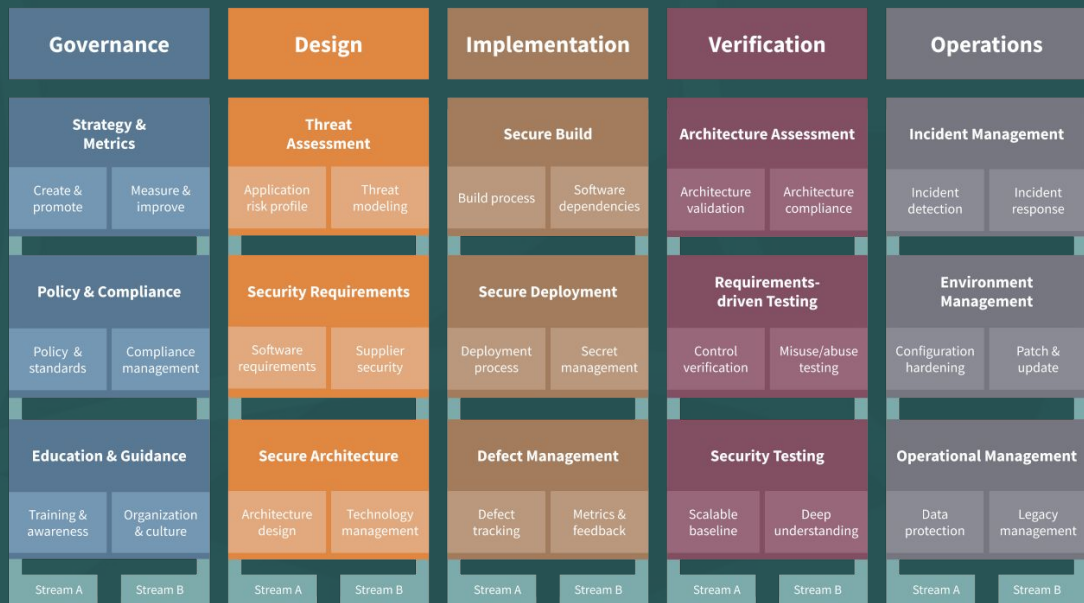 Governance
Design
Implementation
Verification
Operations
Strategy &
Metrics
Threat
Assessment
Secure Build
Architecture Assessment
Incident Management
Create &
promote
Measure &
improve
Application
risk profile
Threat
modeling
Build process
Software
dependencies
Architecture
validation
Architecture
compliance
Incident
detection
Incident
response
Policy & Compliance
Security Requirements
Secure Deployment
Requirements-
driven Testing
Environment
Management
Policy &
standards
Compliance
management
Software
requirements
Supplier
security
Deployment
process
Secret
management
Control
verification
Misuse/abuse
testing
Configuration
hardening
Patch &
update
Education & Guidance
Secure Architecture
Defect Management
Security Testing
Operational Management
Training &
awareness
Organization
& culture
Architecture
design
Technology
management
Defect
tracking
Metrics &
feedback
Scalable
baseline
Deep
understanding
Data
protection
Legacy
management
Stream A
Stream B
Stream A
Stream B
Stream A
Stream B
Stream A
Stream B
Stream A
Stream B